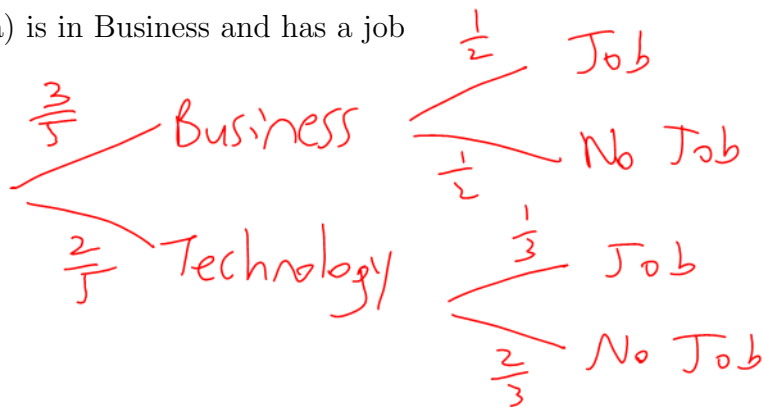 ) is in Business and has a job
1/2
Job
3/5
Business
No Job
1/2
1/3
2/5
Technology
Job
No Job
2/3